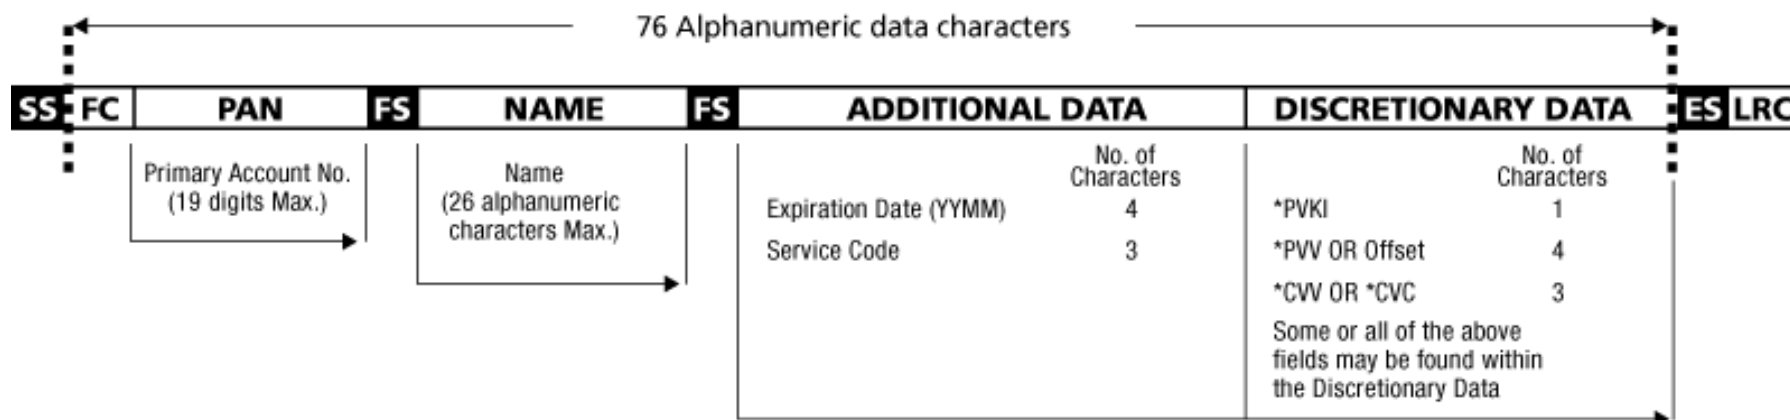 76 Alphanumeric data characters
SS FC PAN FS NAME FS ADDITIONAL DATA DISCRETIONARY DATA ES LRC
Primary Account No.
(19 digits Max.)
Name
(26 alphanumeric
characters Max.)
No. of
Characters
Expiration Date (YYMM) 4
Service Code 3
No. of
Characters
*PVKI 1
*PVV OR Offset 4
*CVV OR *CVC 3
Some or all of the above
fields may be found within
the Discretionary Data